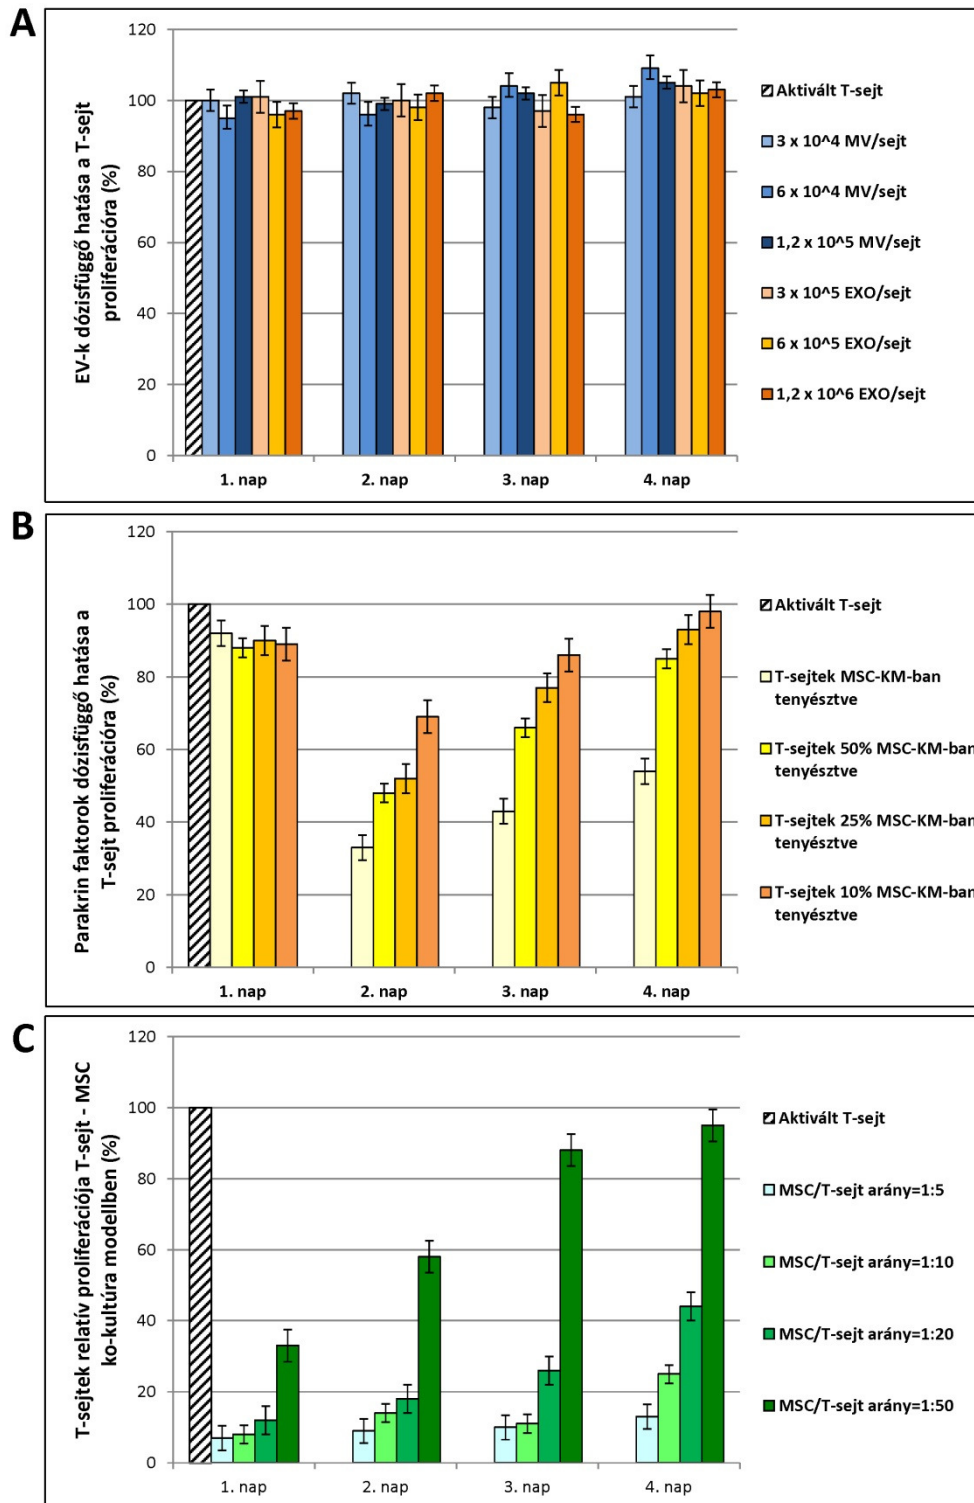 A
EV-k dózisfüggő hatása a T-sejt
proliferációra (%)
120
100
80
60
40
20
0
1. nap
2. nap
3. nap
4. nap
Aktivált T-sejt
3 x 10^4 MV/sejt
6 x 10^4 MV/sejt
1,2 x 10^5 MV/sejt
3 x 10^5 EXO/sejt
6 x 10^5 EXO/sejt
1,2 x 10^6 EXO/sejt
B
Parakrin faktorok dózisfüggő hatása a
T-sejt proliferációra (%)
120
100
80
60
40
20
0
1. nap
2. nap
3. nap
4. nap
Aktivált T-sejt
T-sejtek MSC-KM-ban
tenyésztve
T-sejtek 50% MSC-KM-ban
tenyésztve
T-sejtek 25% MSC-KM-ban
tenyésztve
T-sejtek 10% MSC-KM-ban
tenyésztve
C
T-sejtek relatív proliferációja T-sejt - MSC
ko-kultúra modellben (%)
120
100
80
60
40
20
0
1. nap
2. nap
3. nap
4. nap
Aktivált T-sejt
MSC/T-sejt arány=1:5
MSC/T-sejt arány=1:10
MSC/T-sejt arány=1:20
MSC/T-sejt arány=1:50